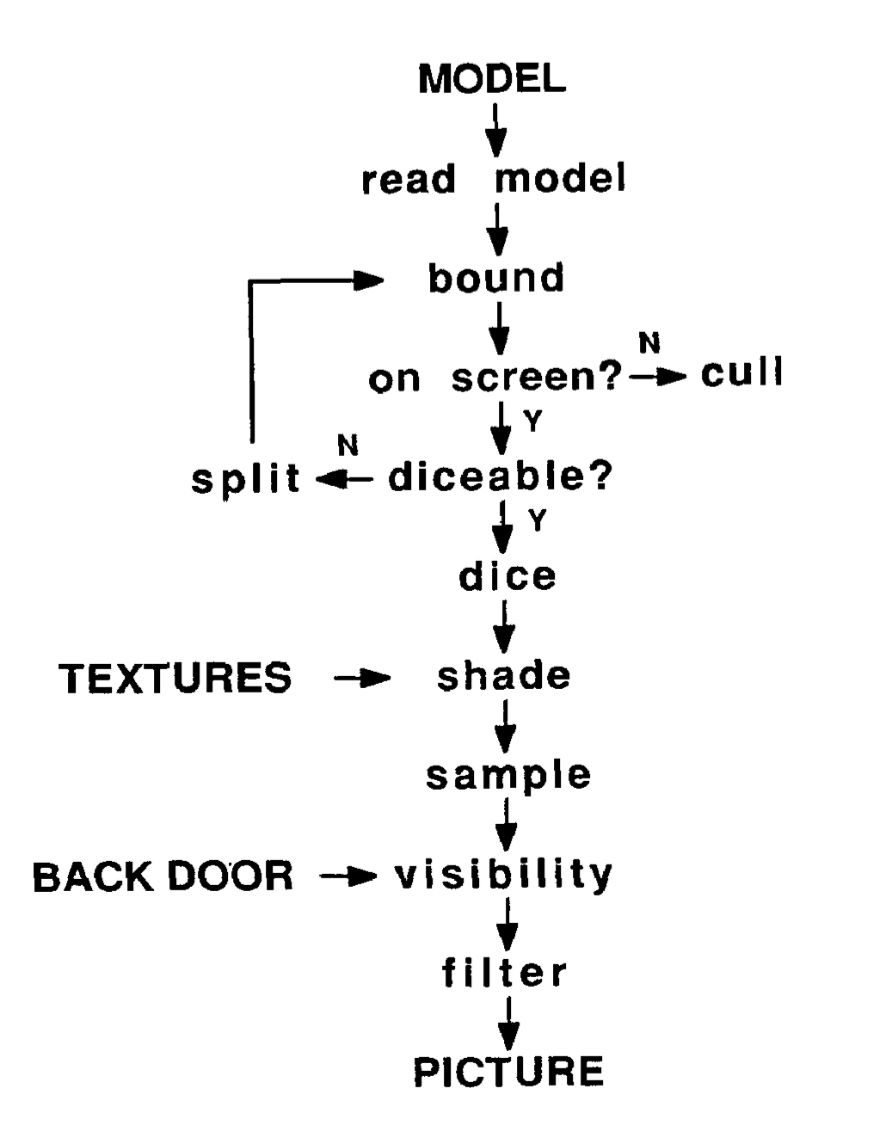 MODEL
read model
bound
N
on screen? cull
Y
N
split diceable?
Y
dice
TEXTURES shade
sample
BACK DOOR visibility
filter
PICTURE